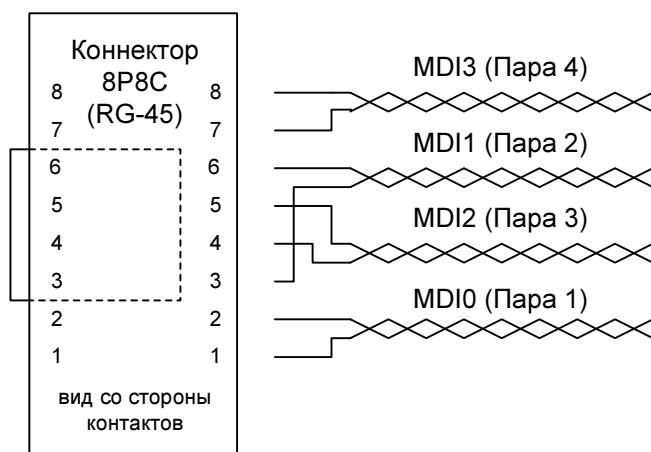 Коннектор
8P8C
(RG-45)
8 8
7 7
6 6
5 5
4 4
3 3
2 2
1 1
вид со стороны
контактов
MDI3 (Пара 4)
MDI1 (Пара 2)
MDI2 (Пара 3)
MDI0 (Пара 1)